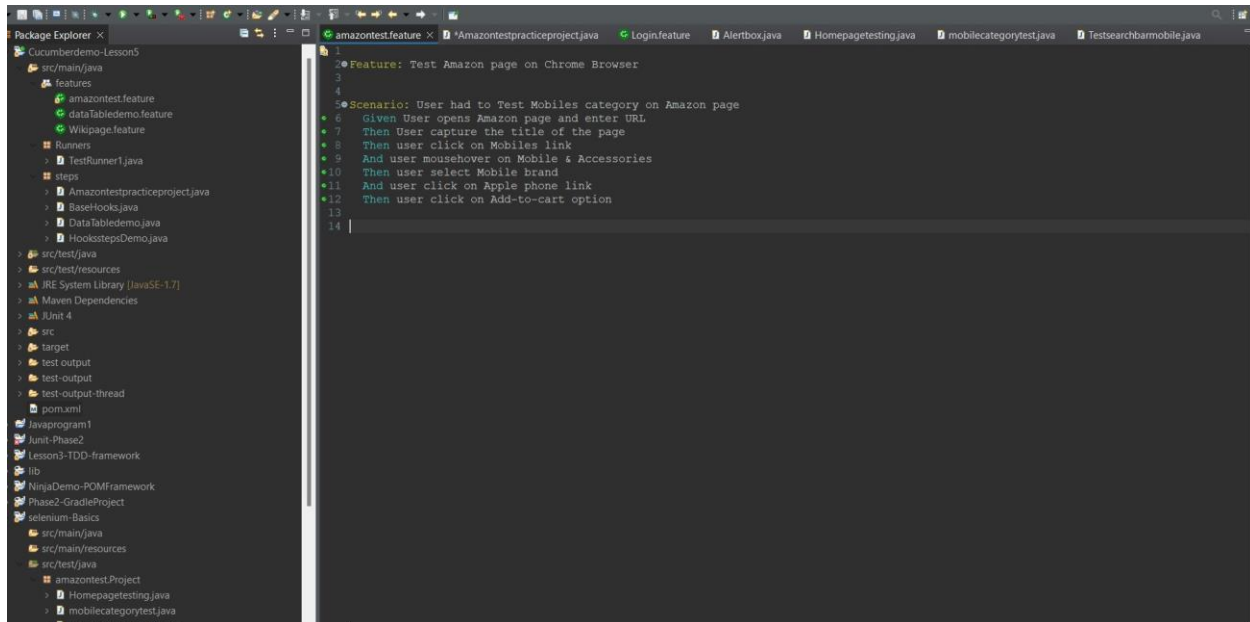 Package Explorer ×
Cucumberdemo-Lesson5
src/main/java
features
amazontest.feature
dataTabledemo.feature
Wikipage.feature
Runners
TestRunner1.java
steps
Amazontestpracticeproject.java
BaseHooks.java
DataTabledemo.java
HooksstepsDemo.java
src/test/java
src/test/resources
JRE System Library [JavaSE-1.7]
Maven Dependencies
JUnit 4
src
target
test output
test-output
test-output-thread
pom.xml
Javaprogram1
Junit-Phase2
Lesson3-TDD-framework
lib
NinjaDemo-POMFramework
Phase2-GradleProject
selenium-Basics
src/main/java
src/main/resources
src/test/java
amazontest.Project
Homepagetesting.java
mobilecategorytest.java
amazontest.feature × *Amazontestpracticeproject.java Login.feature Alertbox.java Homepagetesting.java mobilecategorytest.java Testsearchbarmobile.java
1
2 Feature: Test Amazon page on Chrome Browser
3
4
5 Scenario: User had to Test Mobiles category on Amazon page
6 Given User opens Amazon page and enter URL
7 Then User capture the title of the page
8 Then user click on Mobiles link
9 And user mousehover on Mobile & Accessories
10 Then user select Mobile brand
11 And user click on Apple phone link
12 Then user click on Add-to-cart option
13
14